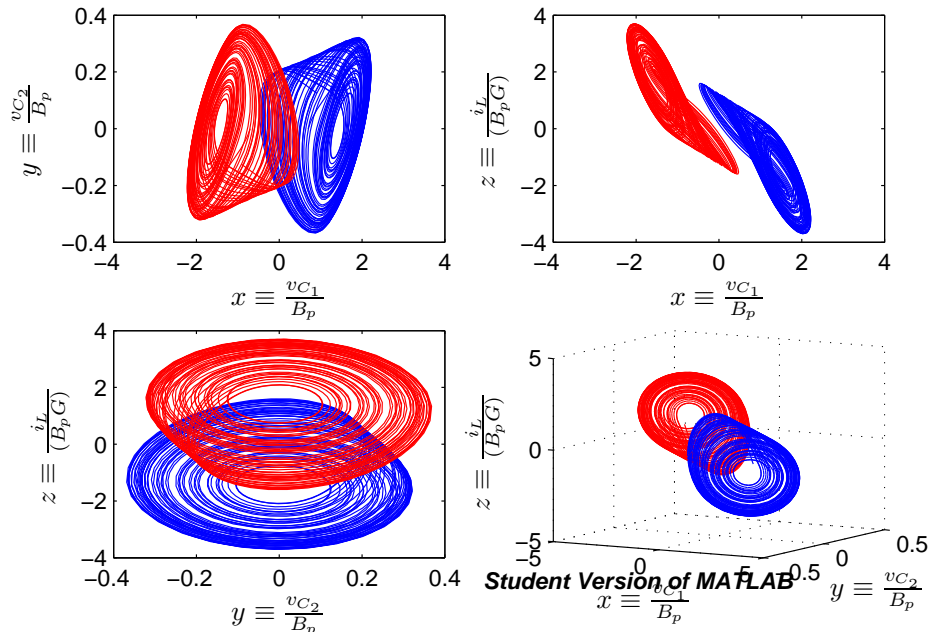 0.4
0.2
0
−0.2
−0.4
−4 −2 0 2 4
y ≡ v_{C_2}/B_p
x ≡ v_{C_1}/B_p
4
2
0
−2
−4
−4 −2 0 2 4
z ≡ i_L/(B_pG)
x ≡ v_{C_1}/B_p
4
2
0
−2
−4
−0.4 −0.2 0 0.2 0.4
z ≡ i_L/(B_pG)
y ≡ v_{C_2}/B_p
5
0
−5
−5 0 5
−0.5 0 0.5
z ≡ i_L/(B_pG)
x ≡ v_{C_1}/B_p
y ≡ v_{C_2}/B_p
Student Version of MATLAB